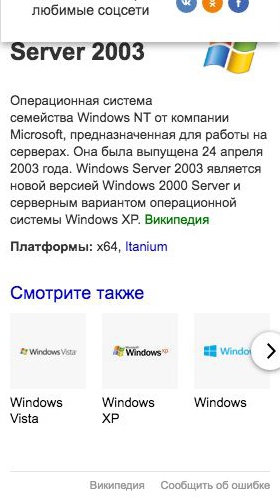 любимые соцсети
Server 2003
Операционная система
семейства Windows NT от компании
Microsoft, предназначенная для работы на
серверах. Она была выпущена 24 апреля
2003 года. Windows Server 2003 является
новой версией Windows 2000 Server и
серверным вариантом операционной
системы Windows XP. Википедия
Платформы: x64, Itanium
Смотрите также
Windows Vista
Microsoft
Windows xp
Windows
Windows
Vista
Windows
XP
Windows
Википедия Сообщить об ошибке